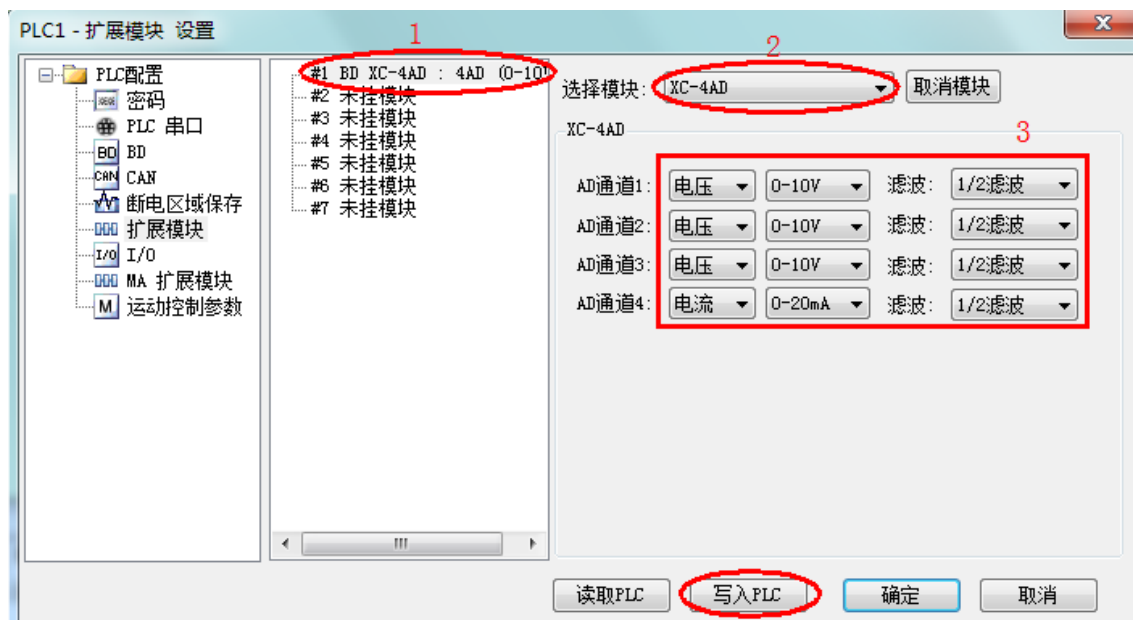 PLC1 - 扩展模块 设置
1
2
PLC配置
密码
PLC 串口
BD BD
CAN CAN
断电区域保存
扩展模块
I/O I/O
MA 扩展模块
M 运动控制参数
#1 BD XC-4AD : 4AD (0-10
#2 未挂模块
#3 未挂模块
#4 未挂模块
#5 未挂模块
#6 未挂模块
#7 未挂模块
选择模块: XC-4AD 取消模块
XC-4AD
3
AD通道1: 电压 0-10V 滤波: 1/2滤波
AD通道2: 电压 0-10V 滤波: 1/2滤波
AD通道3: 电压 0-10V 滤波: 1/2滤波
AD通道4: 电流 0-20mA 滤波: 1/2滤波
读取PLC 写入PLC 确定 取消